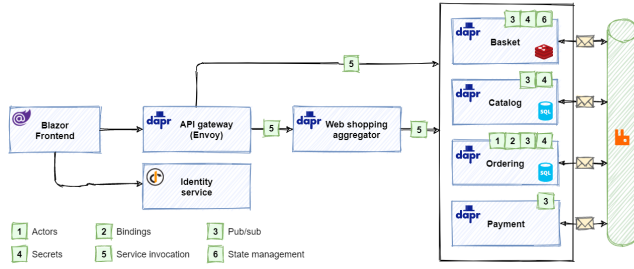 3 4 6
dapr
Basket
5
3 4
dapr
Catalog
SQL
@
Blazor
Frontend
dapr
API gateway
(Envoy)
5
dapr
Web shopping
aggregator
5
1 2 3 4
dapr
Ordering
SQL
Identity
service
3
dapr
Payment
1 Actors
2 Bindings
3 Pub/sub
4 Secrets
5 Service invocation
6 State management